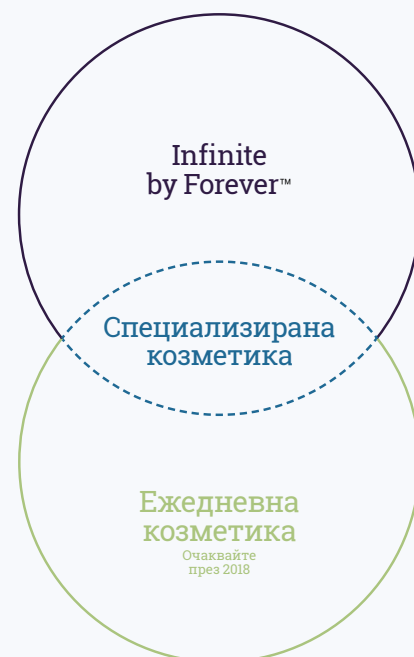 Infinite
by Forever™
Специализирана
козметика
Ежедневна
козметика
Очаквайте
през 2018